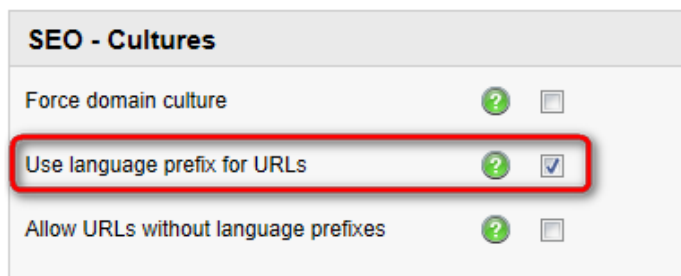 SEO - Cultures
Force domain culture ?
Use language prefix for URLs ?
Allow URLs without language prefixes ?